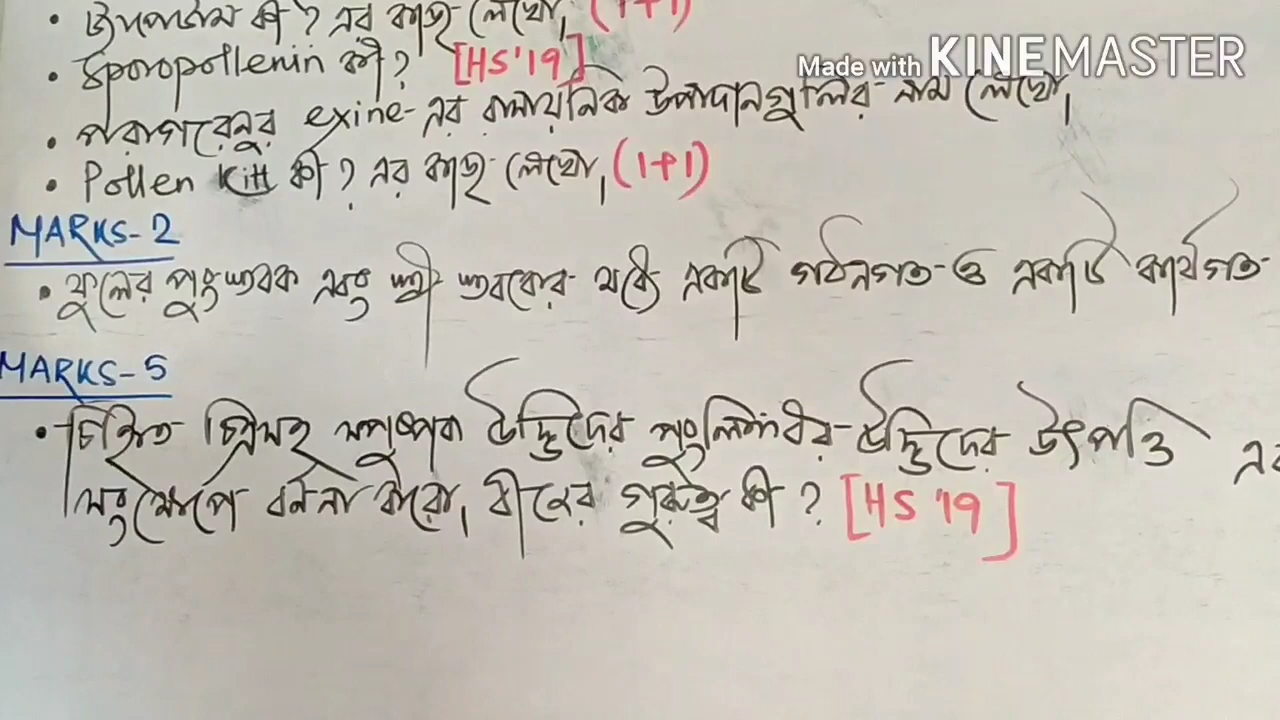 • ট্যাপেটাম কী? এর কাজ লেখো, (1+1)
Made with KINEMASTER
• Sporopollenin কী? [HS'19]
• পরাগরেনুর exine-এর রাসায়নিক উপাদানগুলির নাম লেখো,
• Pollen Kitt কী? এর কাজ লেখো, (1+1)
MARKS-2
• ফুলের পুংস্তবক এবং স্ত্রী স্তবকের মধ্যে একটি গঠনগত ও একটি কার্যগত
MARKS-5
• চিহ্নিত চিত্রসহ সপুষ্পক উদ্ভিদের পুংলিঙ্গধর উদ্ভিদের উৎপত্তি
সংক্ষেপে বর্ননা করো, বীজের গুরুত্ব কী? [HS '19]